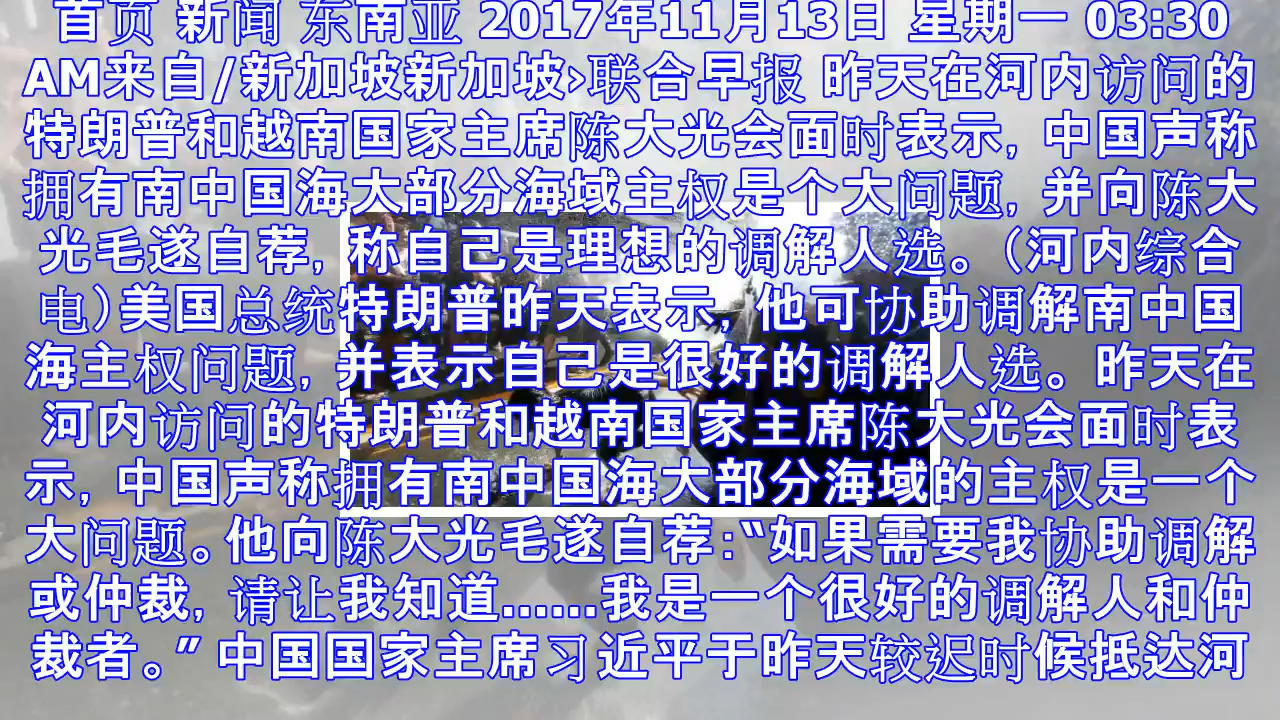 首页 新闻 东南亚 2017年11月13日 星期一 03:30
AM来自/新加坡新加坡›联合早报 昨天在河内访问的
特朗普和越南国家主席陈大光会面时表示, 中国声称
拥有南中国海大部分海域主权是个大问题, 并向陈大
光毛遂自荐, 称自己是理想的调解人选。(河内综合
电)美国总统特朗普昨天表示, 他可协助调解南中国
海主权问题, 并表示自己是很好的调解人选。昨天在
河内访问的特朗普和越南国家主席陈大光会面时表
示, 中国声称拥有南中国海大部分海域的主权是一个
大问题。他向陈大光毛遂自荐:“如果需要我协助调解
或仲裁, 请让我知道……我是一个很好的调解人和仲
裁者。” 中国国家主席习近平于昨天较迟时候抵达河